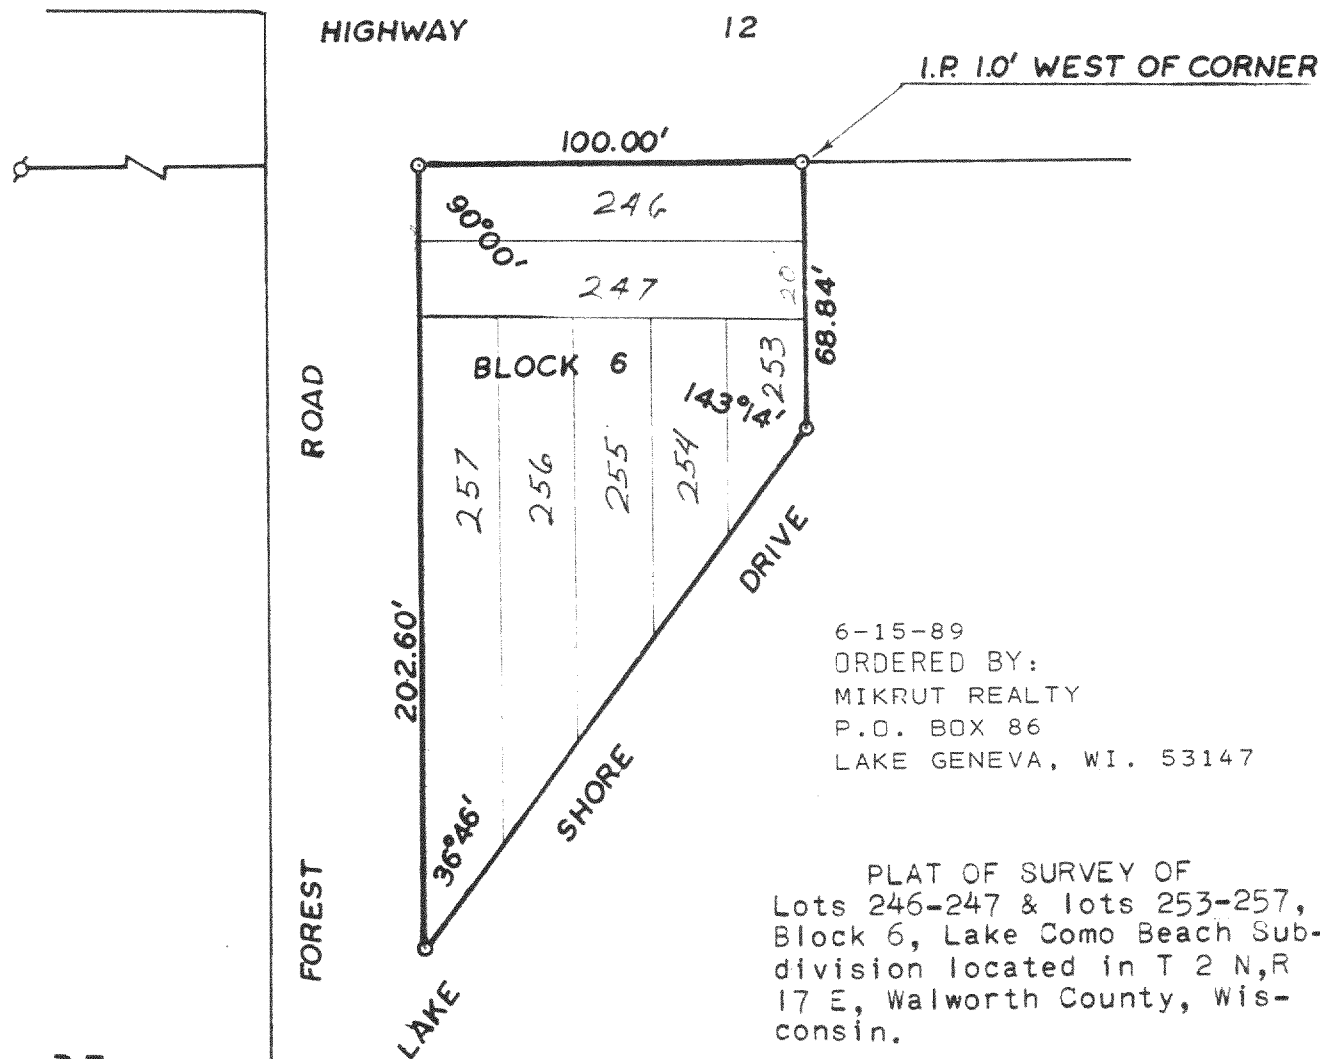 HIGHWAY 12
I.P. 1.0' WEST OF CORNER
100.00'
246
90°00'
247
20
68.84'
BLOCK 6
253
143°14'
257
256
255
254
ROAD
DRIVE
202.60'
6-15-89
ORDERED BY:
MIKRUT REALTY
P.O. BOX 86
LAKE GENEVA, WI. 53147
SHORE
36°46'
FOREST
LAKE
PLAT OF SURVEY OF
Lots 246-247 & lots 253-257,
Block 6, Lake Como Beach Sub-
division located in T 2 N,R
17 E, Walworth County, Wis-
consin.